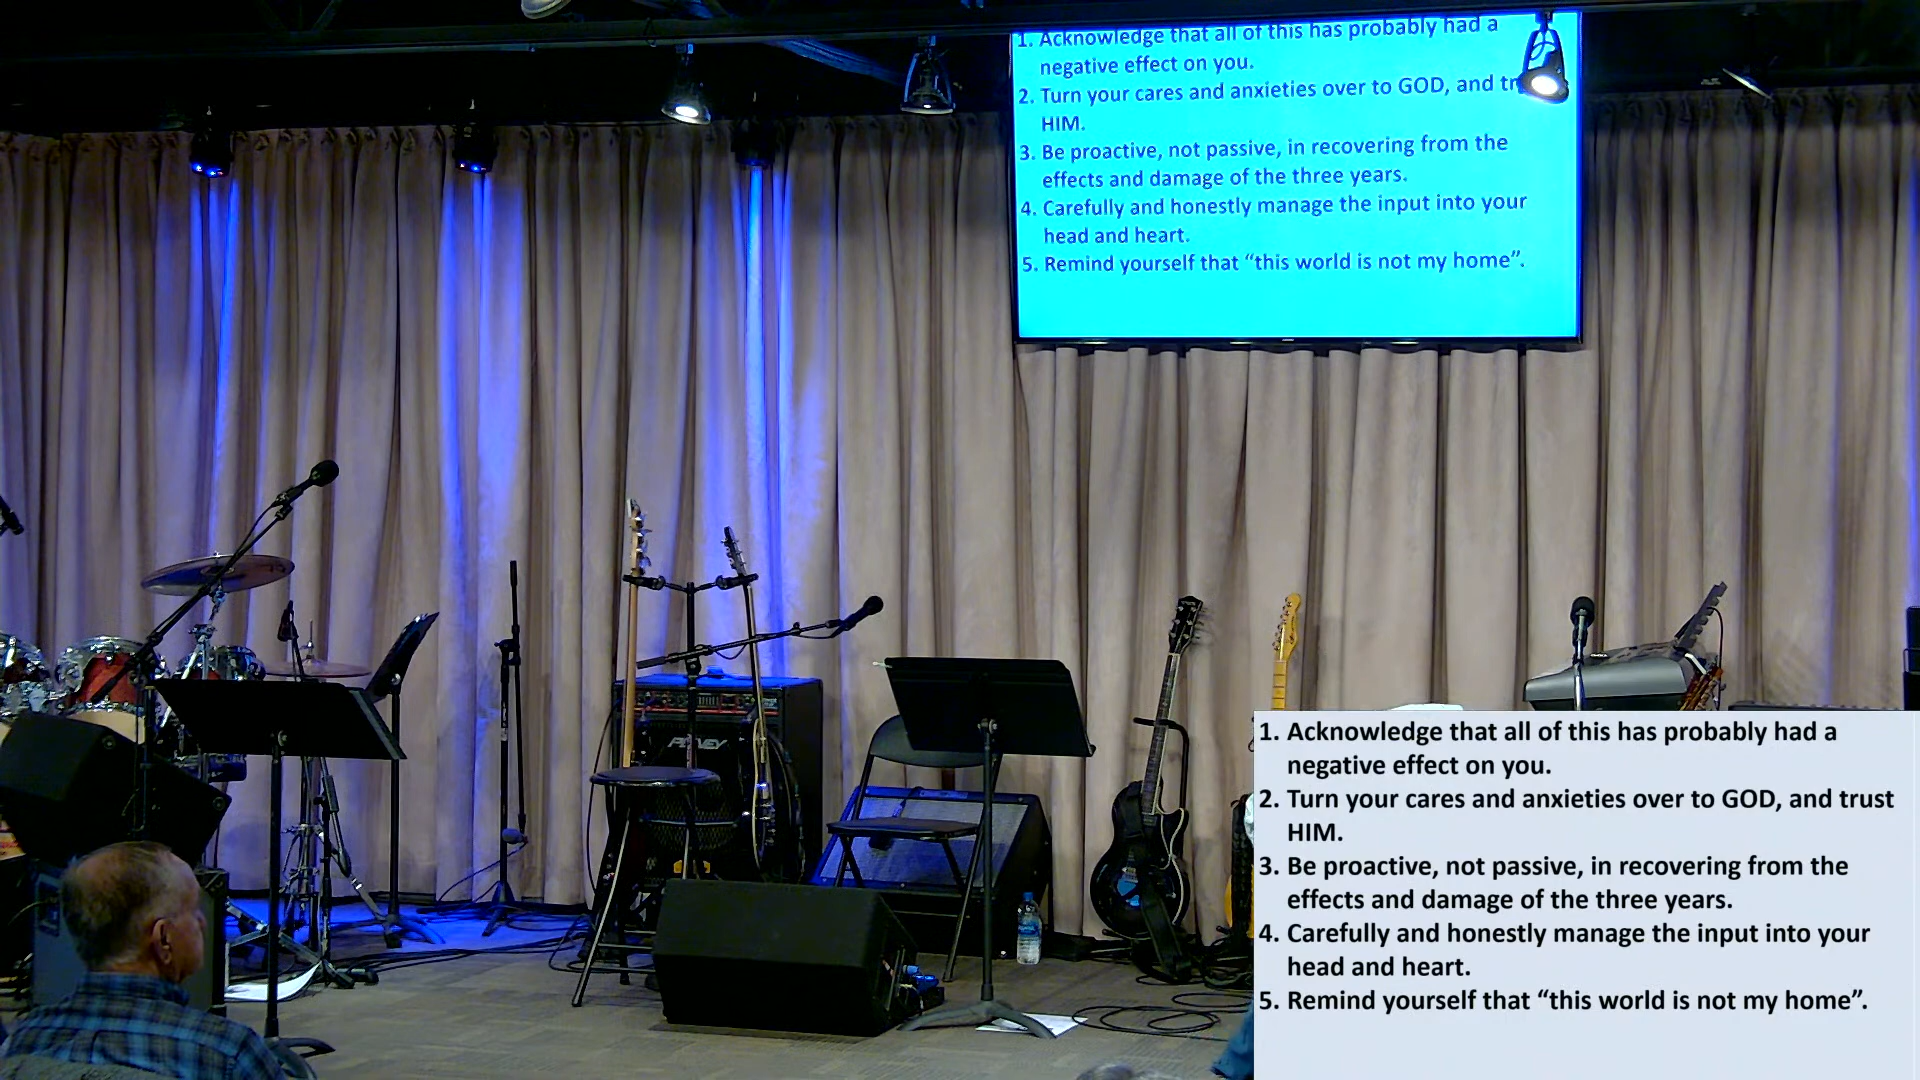 1. Acknowledge that all of this has probably had a
negative effect on you.
2. Turn your cares and anxieties over to GOD, and
HIM.
3. Be proactive, not passive, in recovering from the
effects and damage of the three years.
4. Carefully and honestly manage the input into your
head and heart.
5. Remind yourself that “this world is not my home”.
PEAVEY
1. Acknowledge that all of this has probably had a
negative effect on you.
2. Turn your cares and anxieties over to GOD, and trust
HIM.
3. Be proactive, not passive, in recovering from the
effects and damage of the three years.
4. Carefully and honestly manage the input into your
head and heart.
5. Remind yourself that “this world is not my home”.